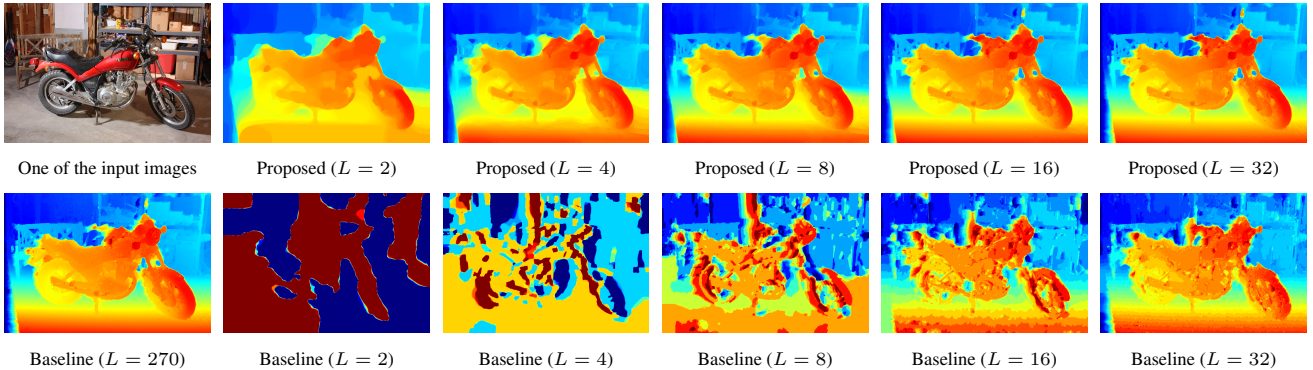 One of the input images
Proposed (L = 2)
Proposed (L = 4)
Proposed (L = 8)
Proposed (L = 16)
Proposed (L = 32)
Baseline (L = 270)
Baseline (L = 2)
Baseline (L = 4)
Baseline (L = 8)
Baseline (L = 16)
Baseline (L = 32)